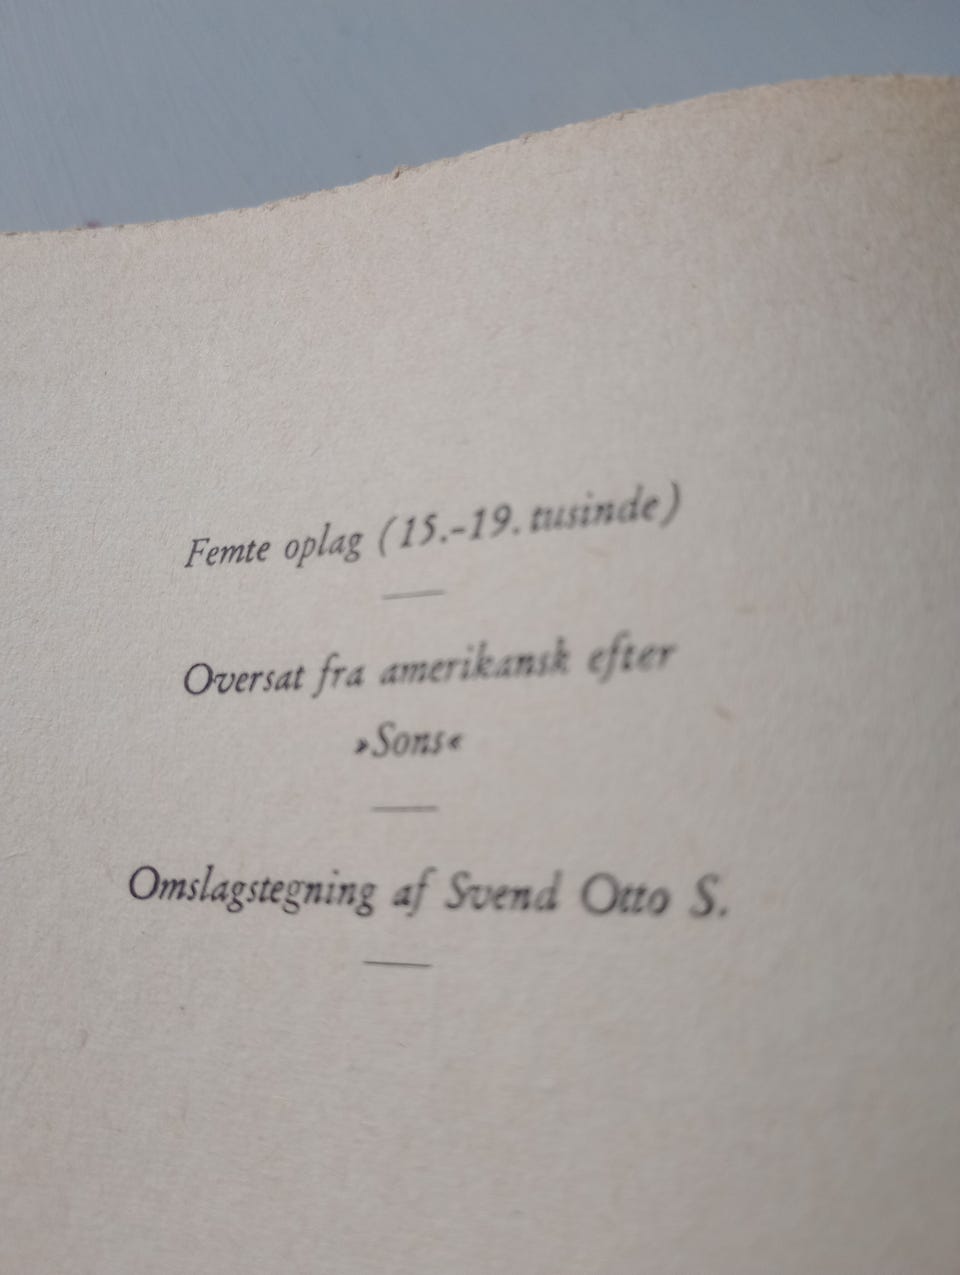 Femte oplag (15.-19. tusinde)
Oversat fra amerikansk efter
»Sons«
Omslagstegning af Svend Otto S.